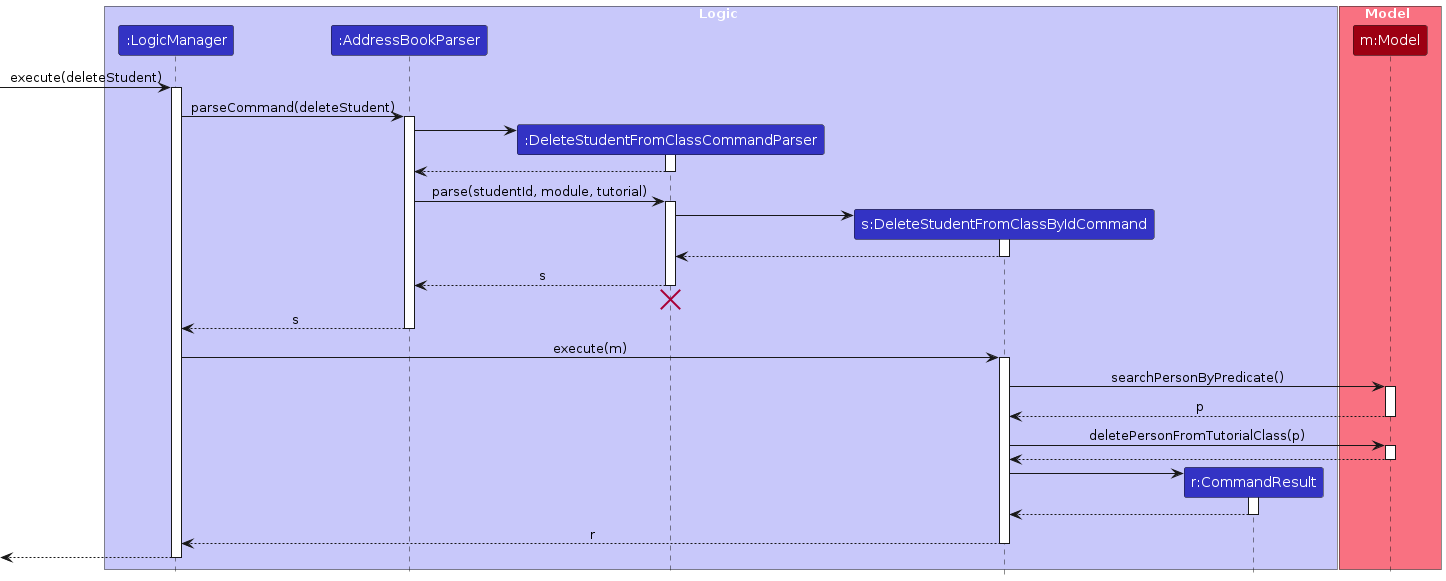 Logic
Model
:LogicManager
:AddressBookParser
m:Model
execute(deleteStudent)
parseCommand(deleteStudent)
:DeleteStudentFromClassCommandParser
parse(studentId, module, tutorial)
s:DeleteStudentFromClassByIdCommand
s
s
execute(m)
searchPersonByPredicate()
p
deletePersonFromTutorialClass(p)
r:CommandResult
r